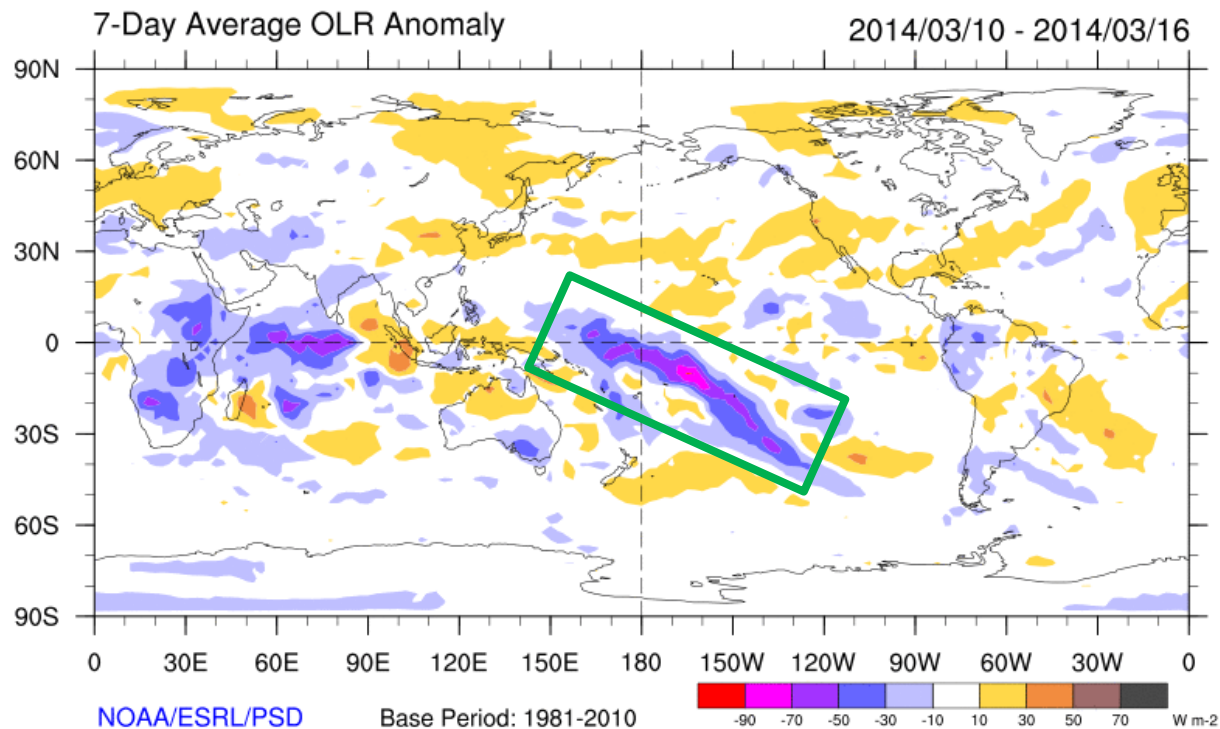 7-Day Average OLR Anomaly
2014/03/10 - 2014/03/16
90N
60N
30N
0
30S
60S
90S
0 30E 60E 90E 120E 150E 180 150W 120W 90W 60W 30W 0
-90 -70 -50 -30 -10 10 30 50 70 W m-2
NOAA/ESRL/PSD
Base Period: 1981-2010